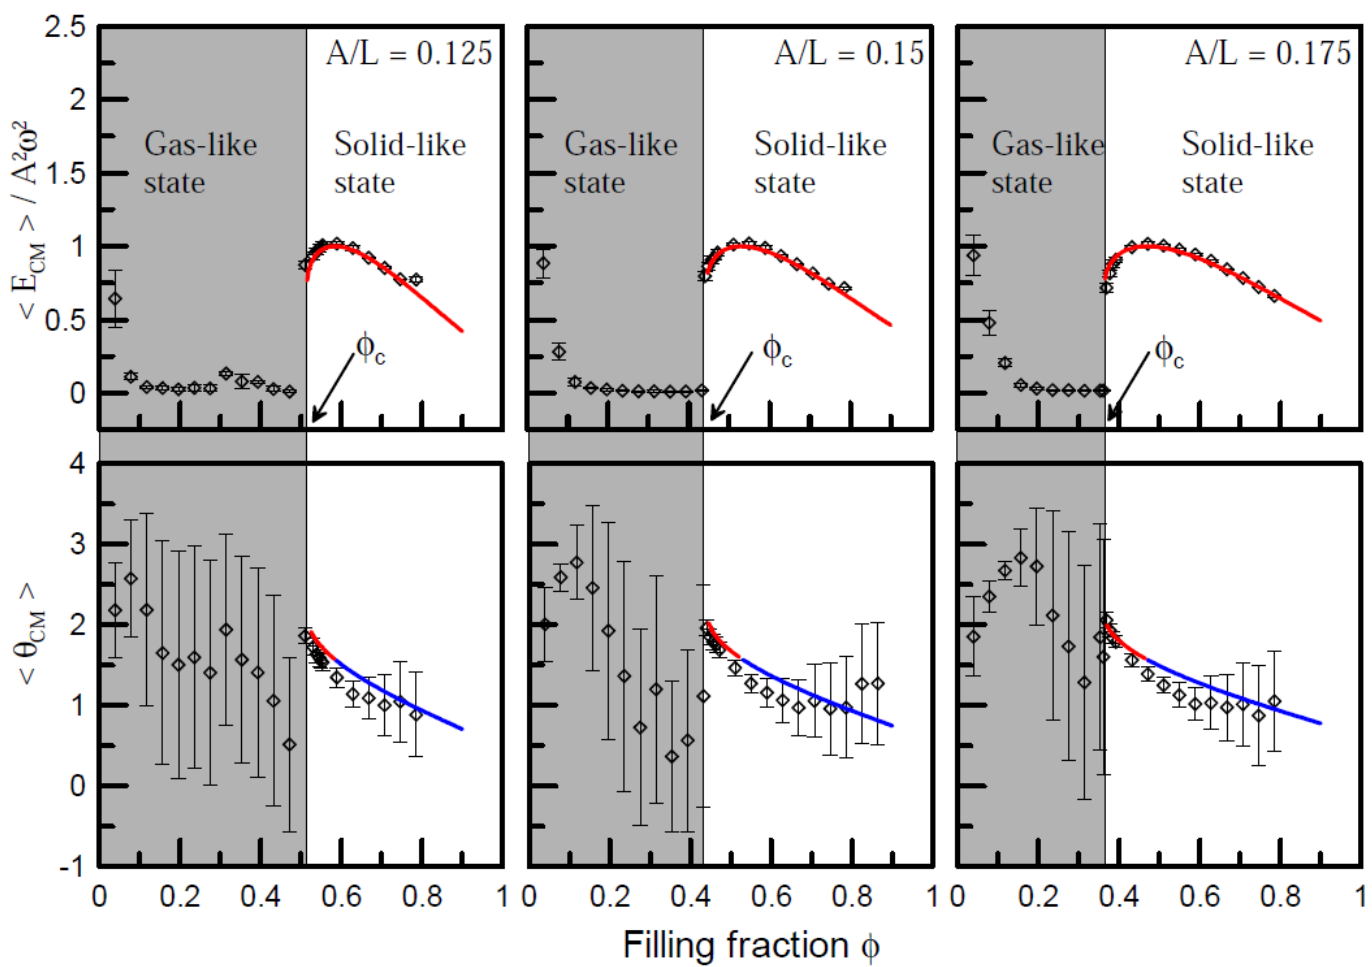 A/L = 0.125
A/L = 0.15
A/L = 0.175
2.5
2
1.5
1
0.5
0
< E_CM > / A²ω²
Gas-like
state
Solid-like
state
Gas-like
state
Solid-like
state
Gas-like
state
Solid-like
state
ϕc
ϕc
ϕc
4
3
2
1
0
-1
< θ_CM >
0 0.2 0.4 0.6 0.8 1
0 0.2 0.4 0.6 0.8 1
0 0.2 0.4 0.6 0.8 1
Filling fraction ϕ